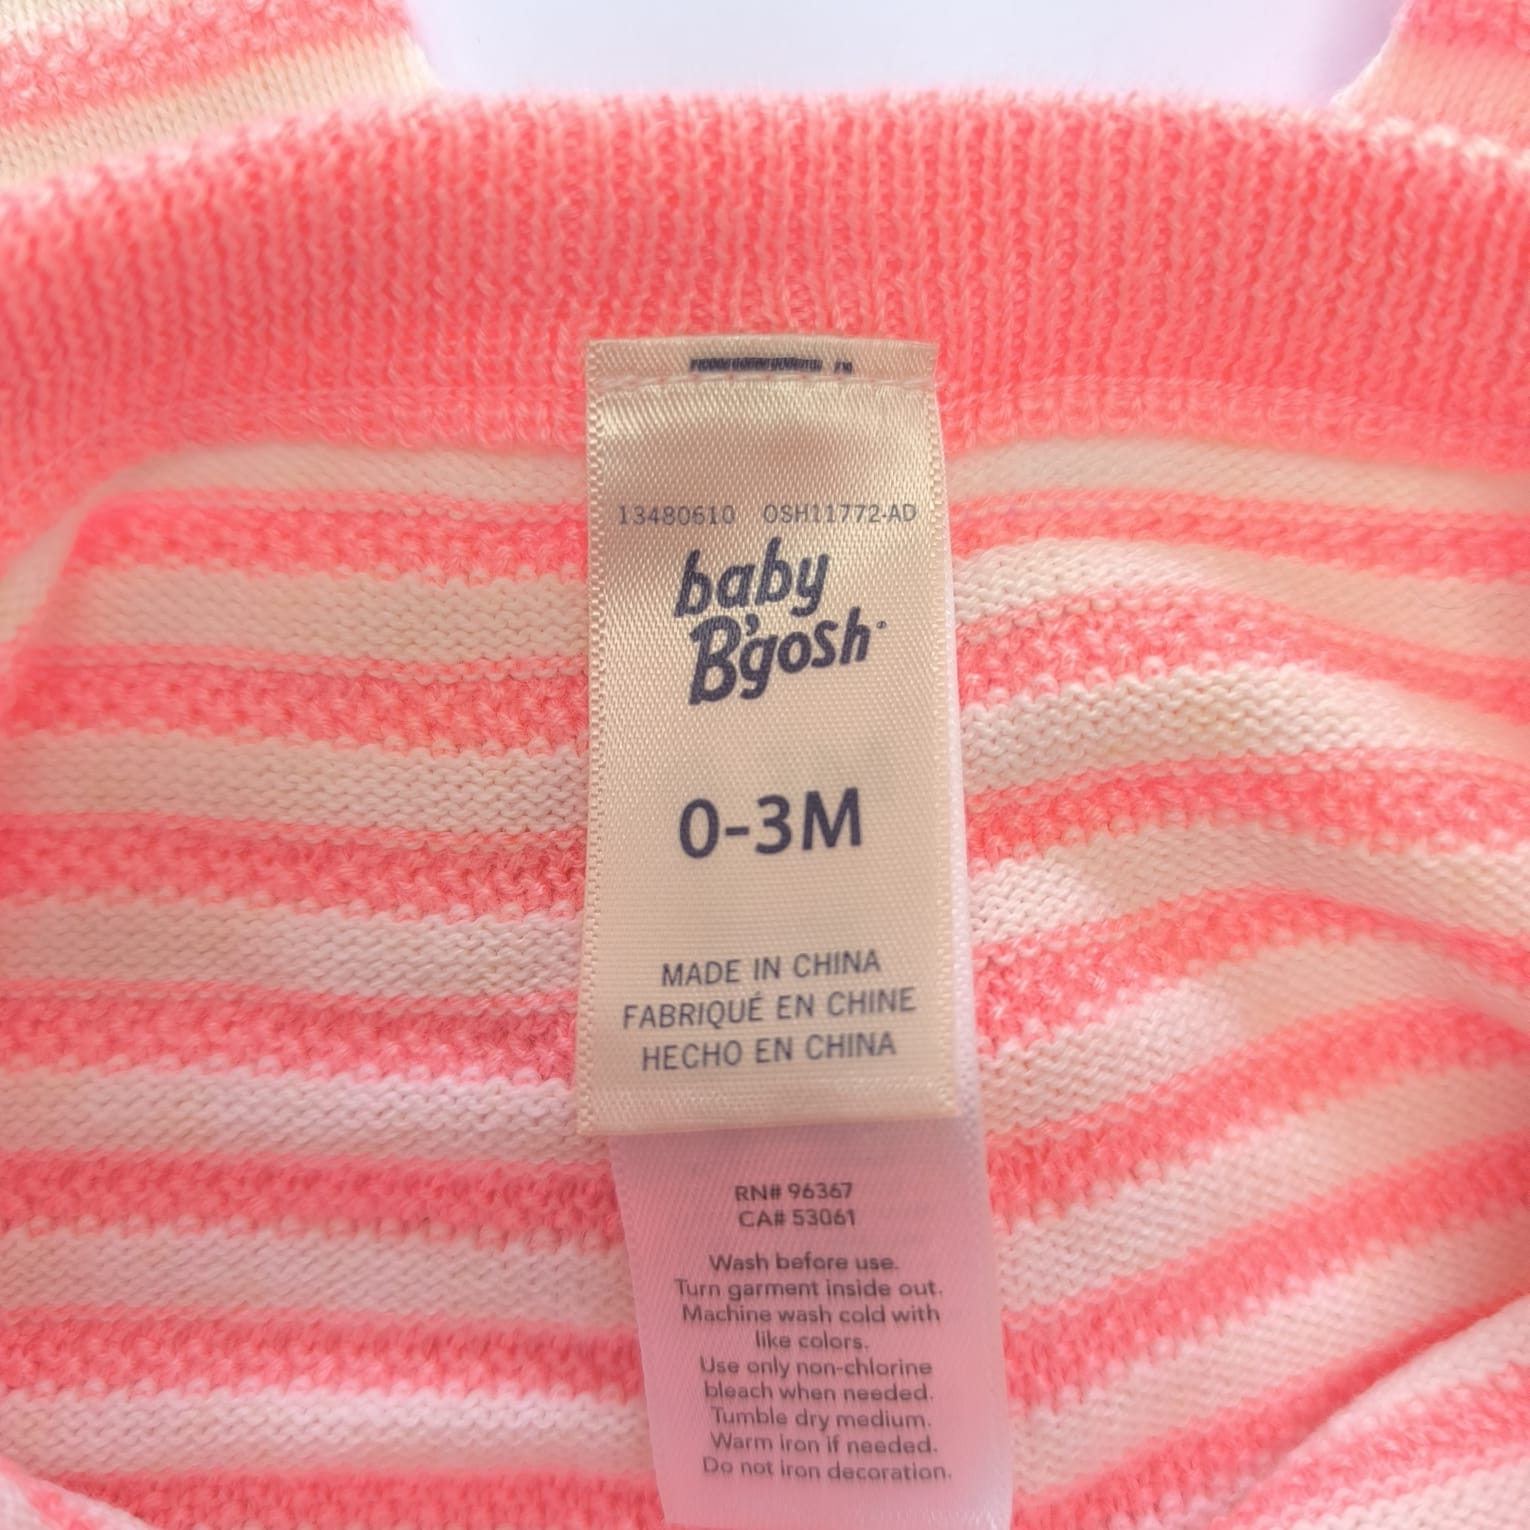 13480610 OSH11772-AD
baby
B'gosh
0-3M
MADE IN CHINA
FABRIQUÉ EN CHINE
HECHO EN CHINA
RN# 96367
CA# 53061
Wash before use.
Turn garment inside out.
Machine wash cold with
like colors.
Use only non-chlorine
bleach when needed.
Tumble dry medium.
Warm iron if needed.
Do not iron decoration.